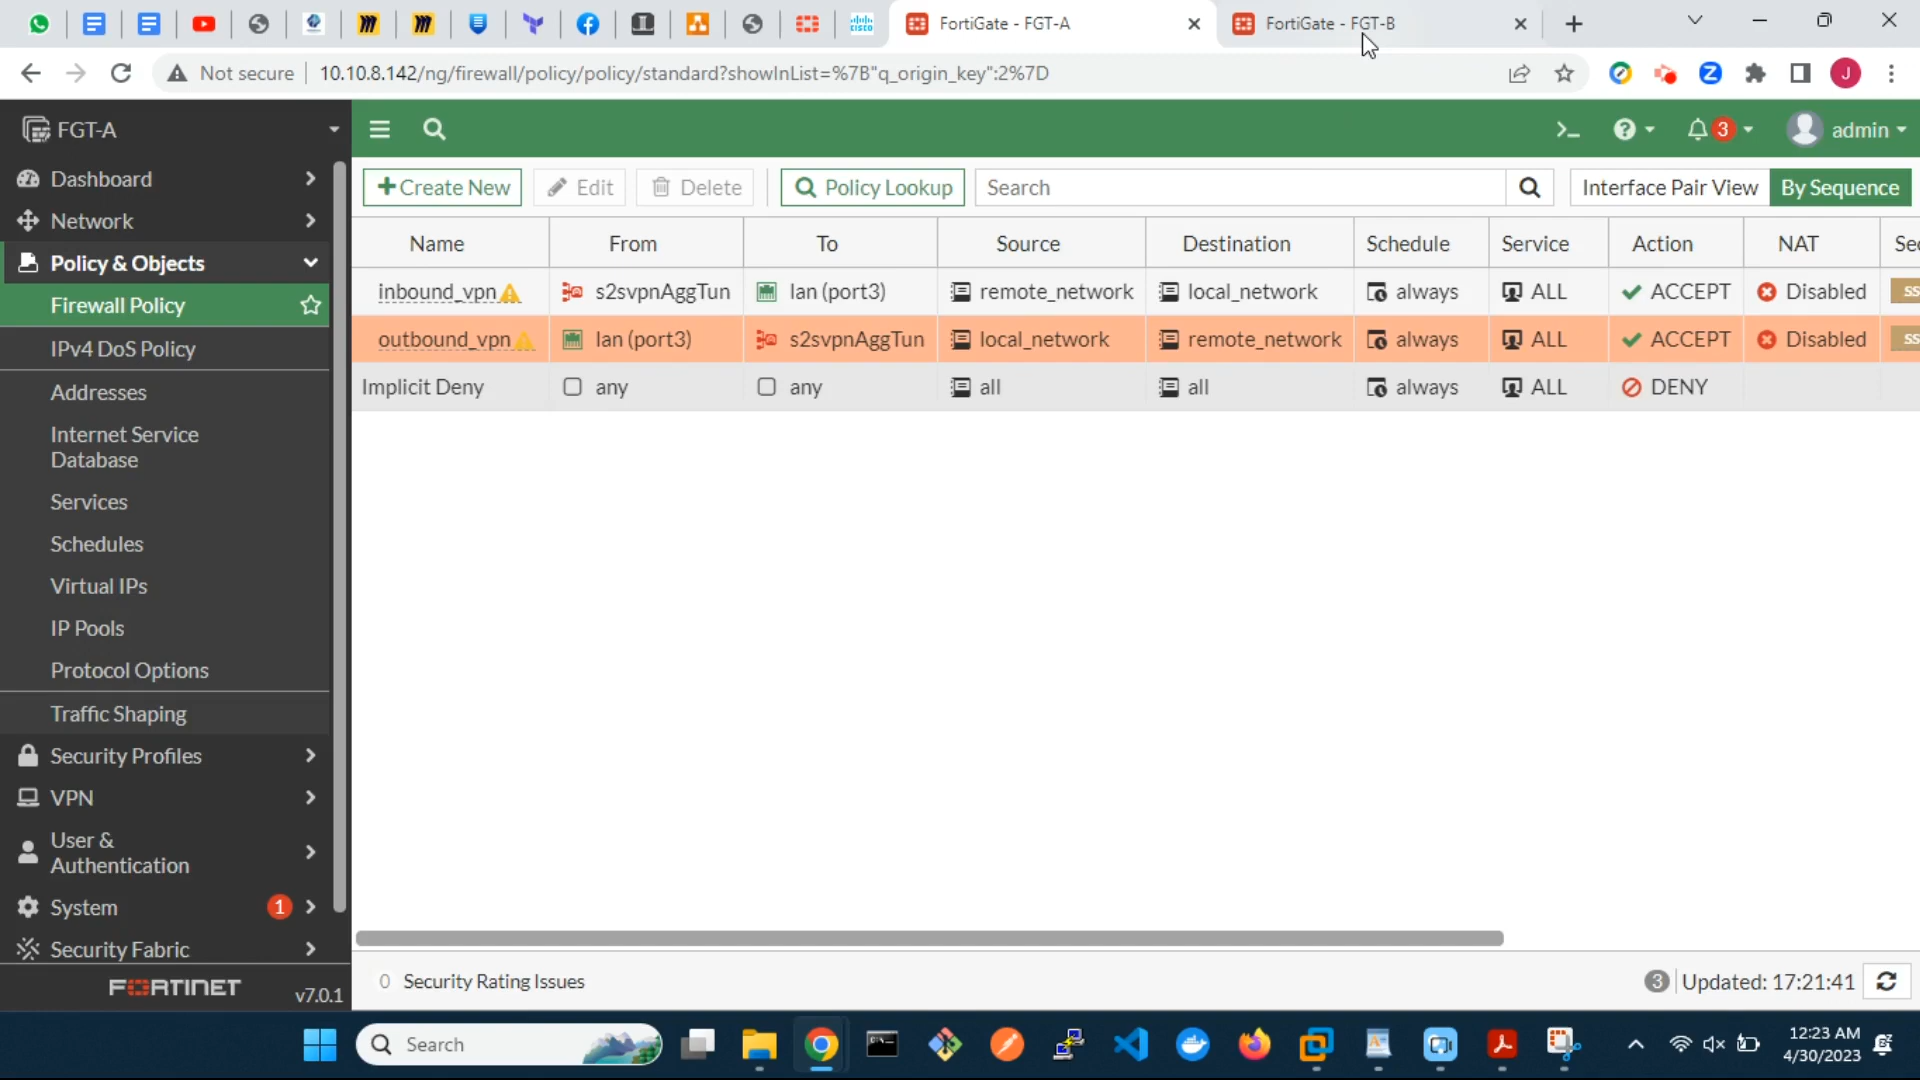 FortiGate - FGT-A
FortiGate - FGT-B
Not secure
10.10.8.142/ng/firewall/policy/policy/standard?showInList=%7B"q_origin_key":2%7D
J
FGT-A
3
admin
Dashboard
Network
Policy & Objects
Firewall Policy
IPv4 DoS Policy
Addresses
Internet Service
Database
Services
Schedules
Virtual IPs
IP Pools
Protocol Options
Traffic Shaping
Security Profiles
VPN
User &
Authentication
System 1
Security Fabric
FORTINET v7.0.1
+Create New Edit Delete Policy Lookup Search Interface Pair View By Sequence
Name From To Source Destination Schedule Service Action NAT Sec
inbound_vpn s2svpnAggTun lan (port3) remote_network local_network always ALL ACCEPT Disabled SS
outbound_vpn lan (port3) s2svpnAggTun local_network remote_network always ALL ACCEPT Disabled SS
Implicit Deny any any all all always ALL DENY
0 Security Rating Issues
3 Updated: 17:21:41
Search
12:23 AM
4/30/2023